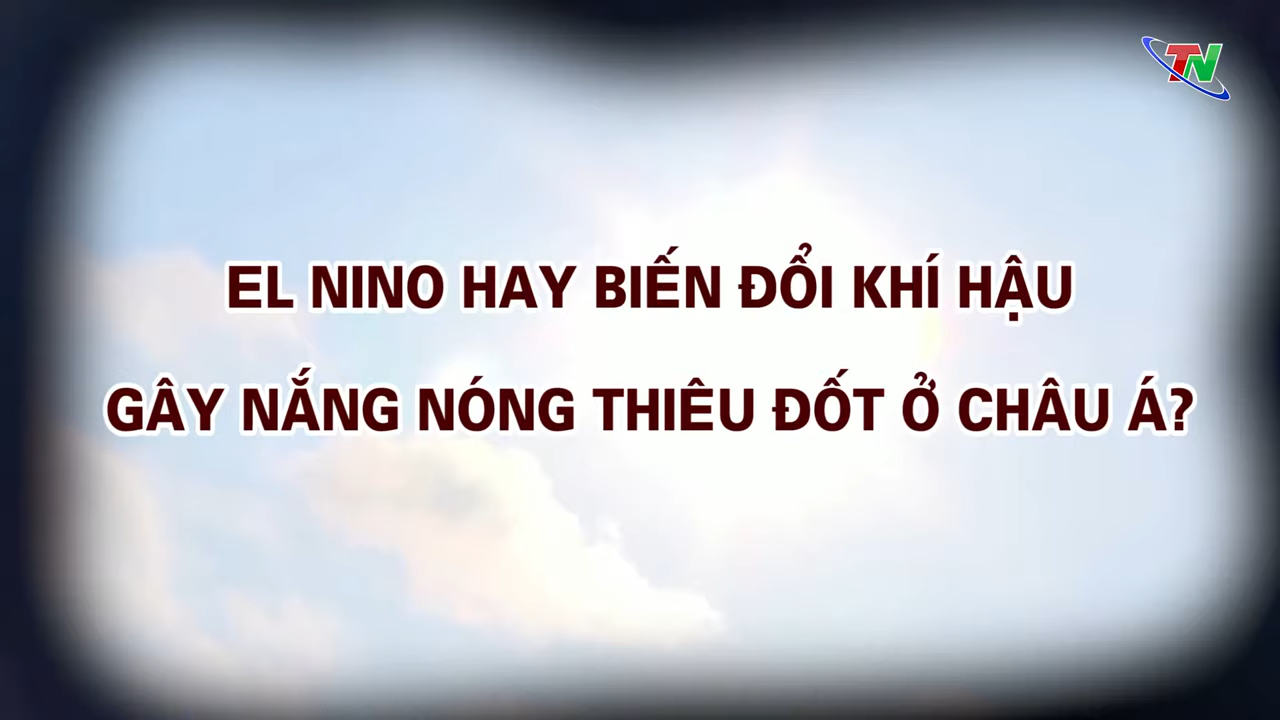 TN
EL NINO HAY BIẾN ĐỔI KHÍ HẬU
GÂY NẮNG NÓNG THIÊU ĐỐT Ở CHÂU Á?